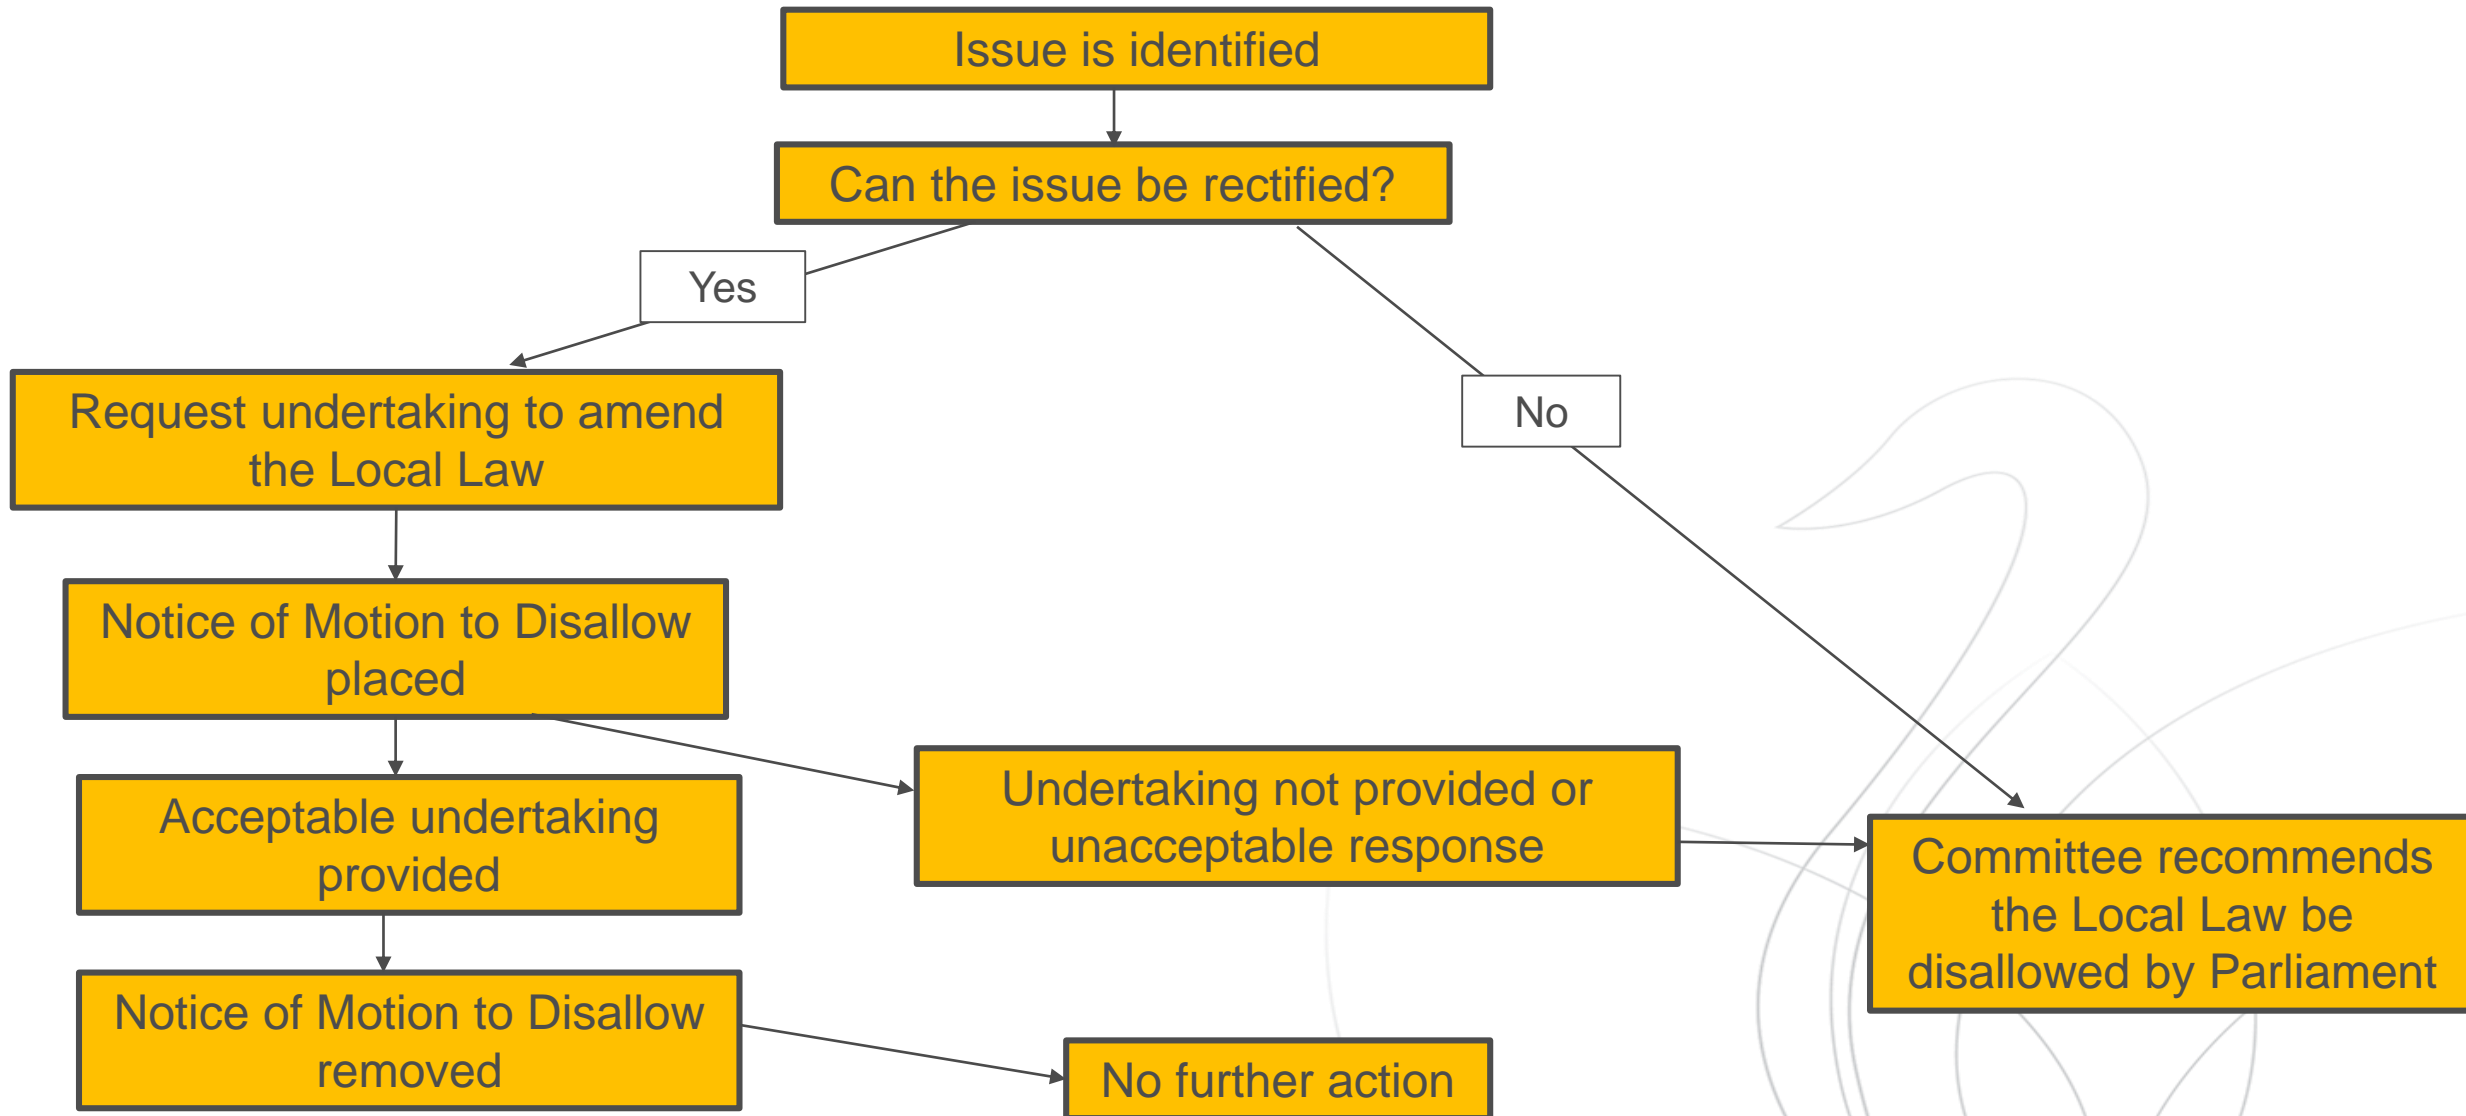 Issue is identified
Can the issue be rectified?
Yes
Request undertaking to amend
the Local Law
No
Notice of Motion to Disallow
placed
Undertaking not provided or
unacceptable response
Acceptable undertaking
provided
Committee recommends
the Local Law be
disallowed by Parliament
Notice of Motion to Disallow
removed
No further action